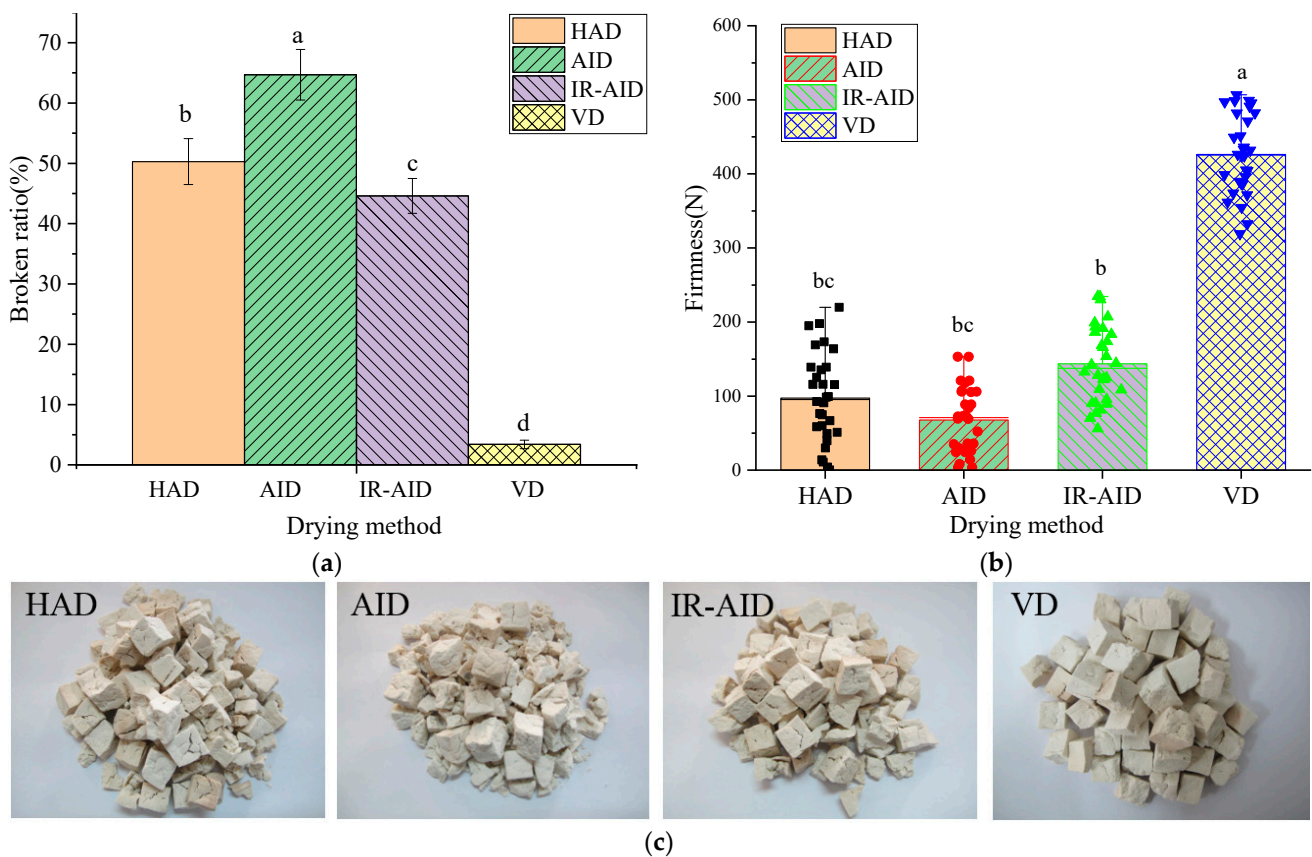 70
60
50
40
30
20
10
0
Broken ratio(%)
b
a
c
d
HAD
AID
IR-AID
VD
HAD
AID
IR-AID
VD
Drying method
(a)
600
500
400
300
200
100
0
Firmness(N)
HAD
AID
IR-AID
VD
bc
bc
b
a
HAD
AID
IR-AID
VD
Drying method
(b)
HAD
AID
IR-AID
VD
(c)